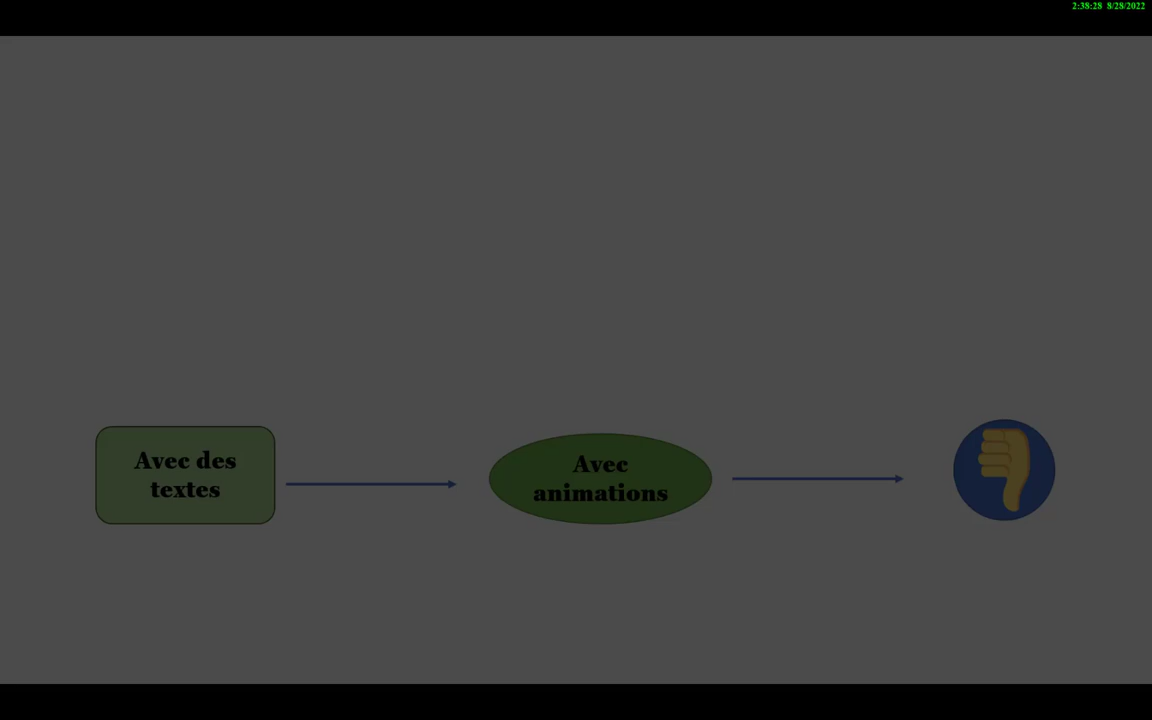 2:38:28 8/28/2022
Avec des
textes
Avec
animations